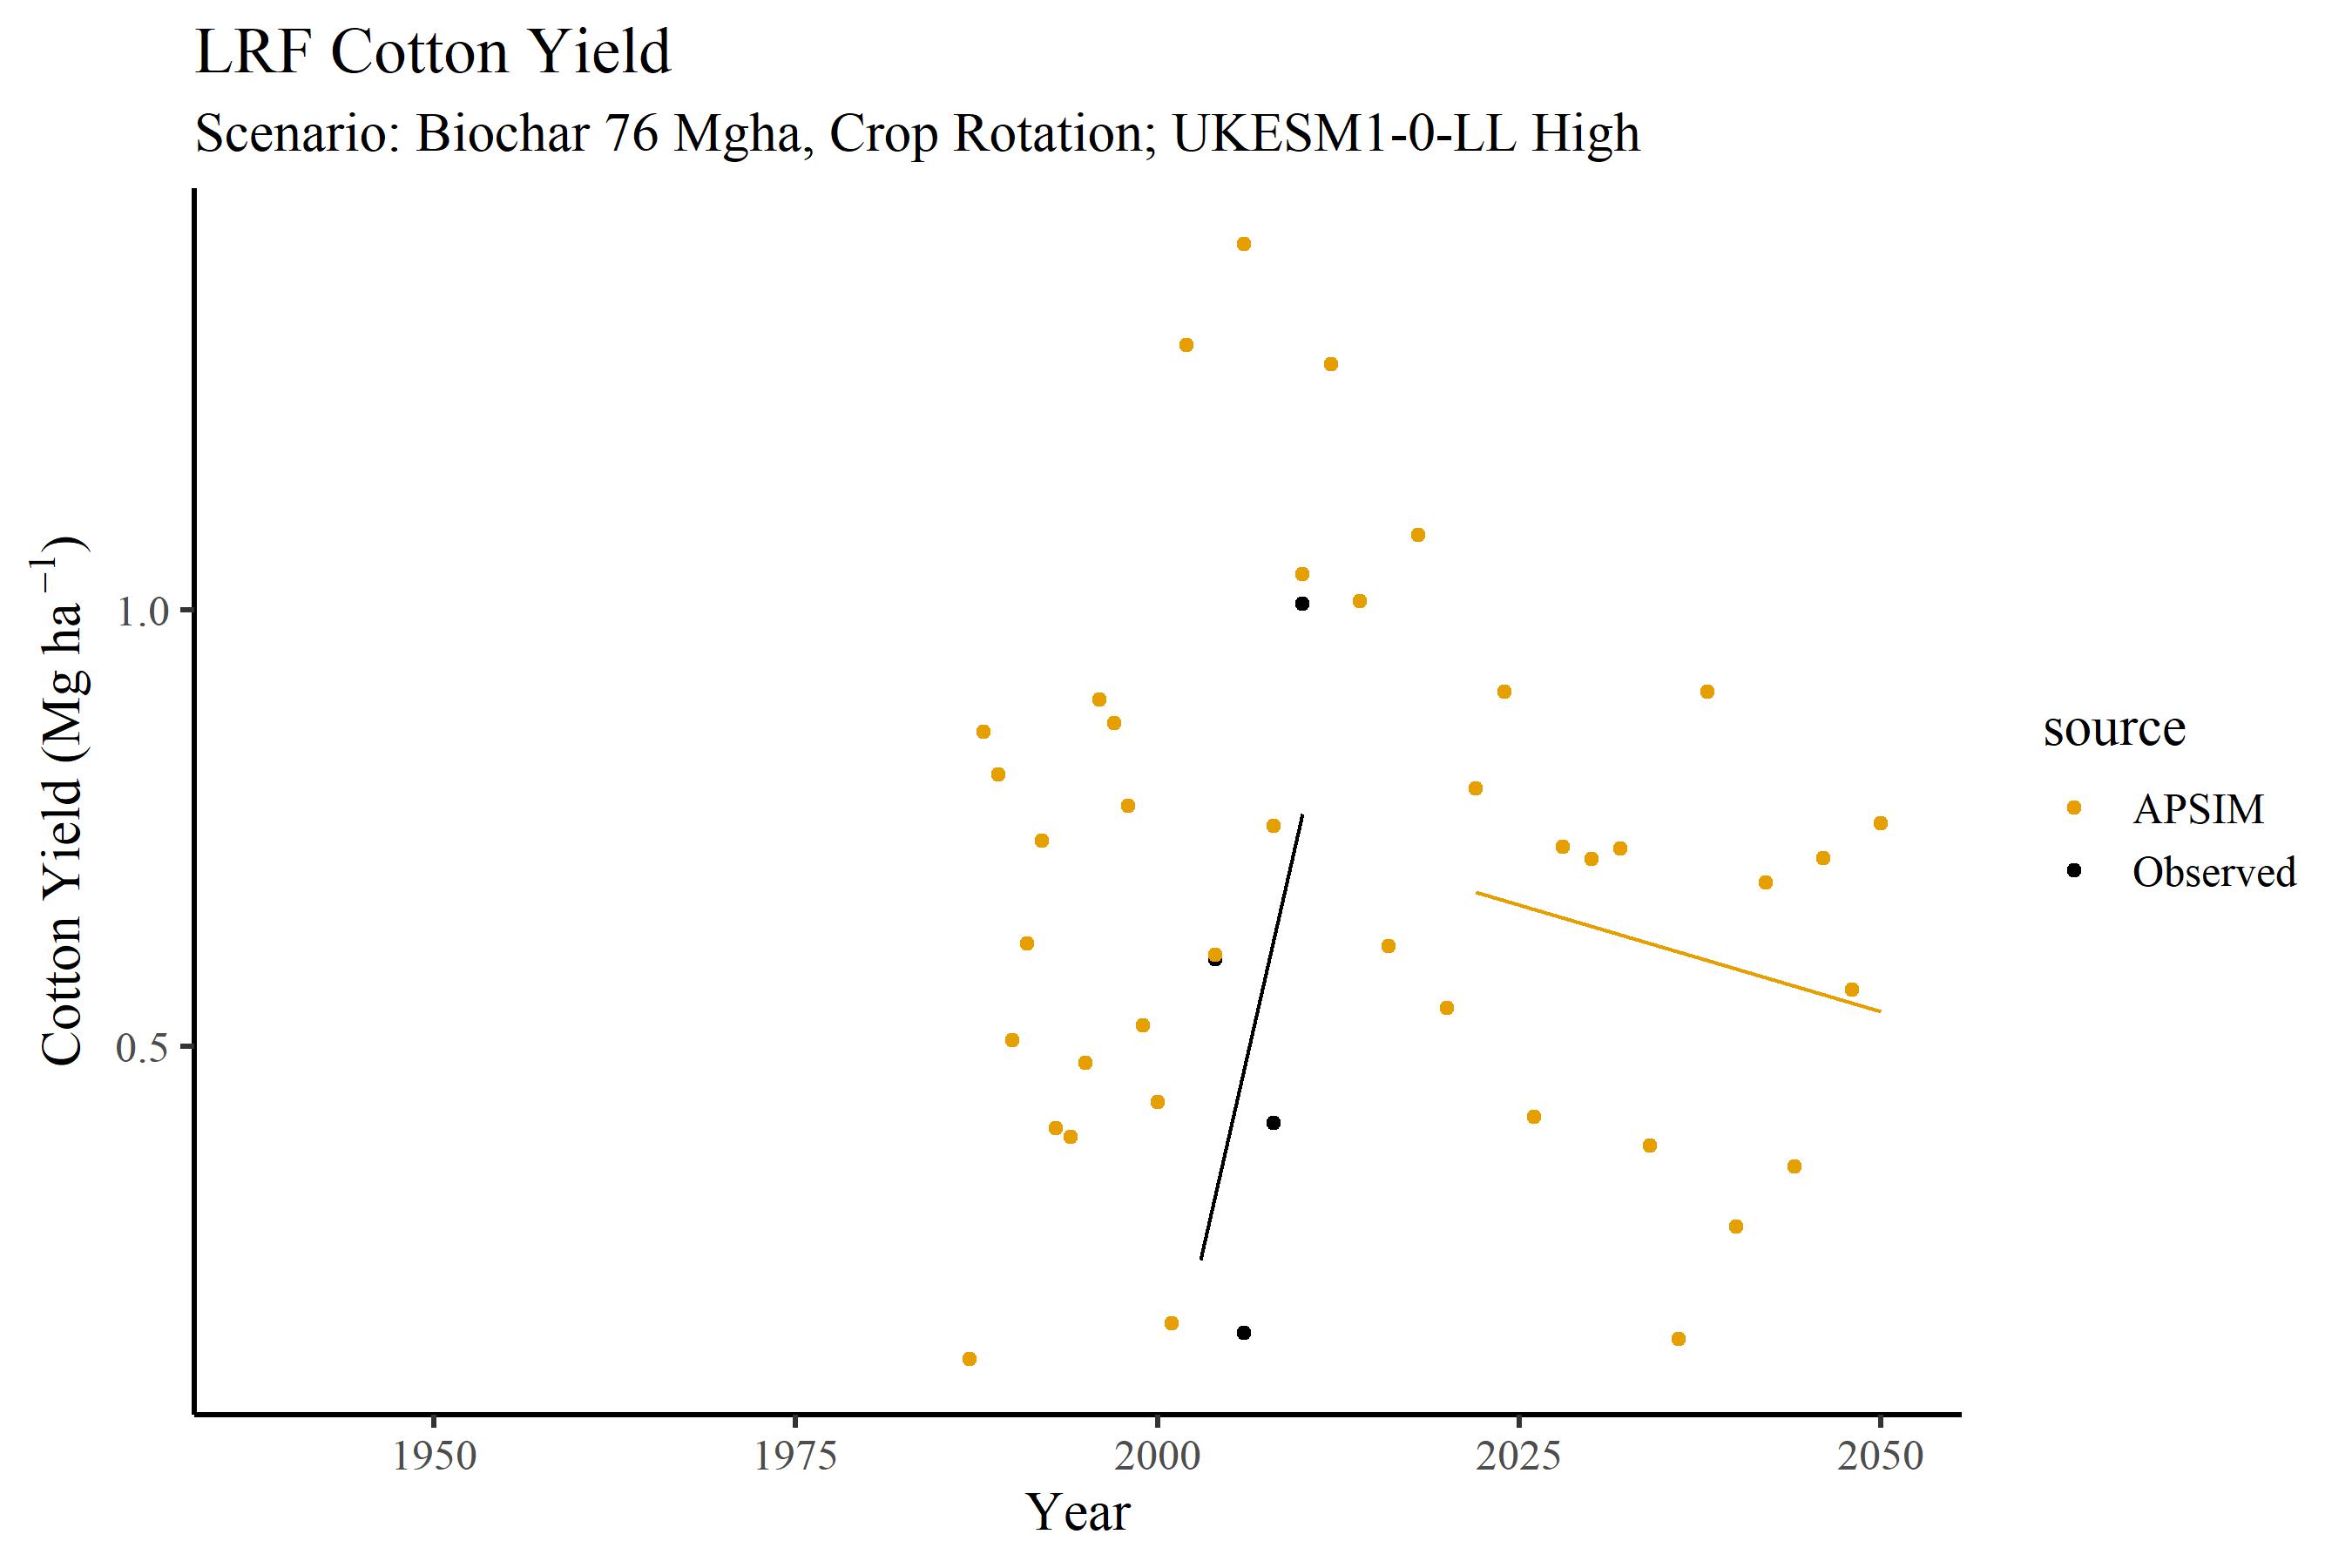 LRF Cotton Yield
Scenario: Biochar 76 Mgha, Crop Rotation; UKESM1-0-LL High
Cotton Yield (Mg ha⁻¹)
1.0
0.5
1950 1975 2000 2025 2050
Year
source
APSIM
Observed